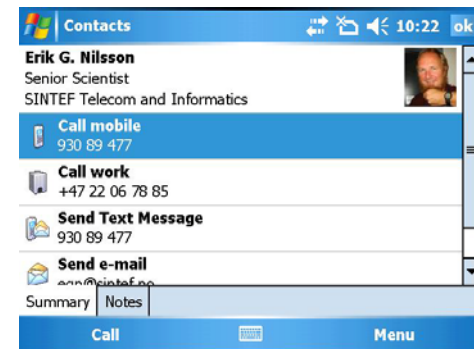 Contacts 10:22 ok
Erik G. Nilsson
Senior Scientist
SINTEF Telecom and Informatics
Call mobile
930 89 477
Call work
+47 22 06 78 85
Send Text Message
930 89 477
Send e-mail
Summary Notes
Call Menu